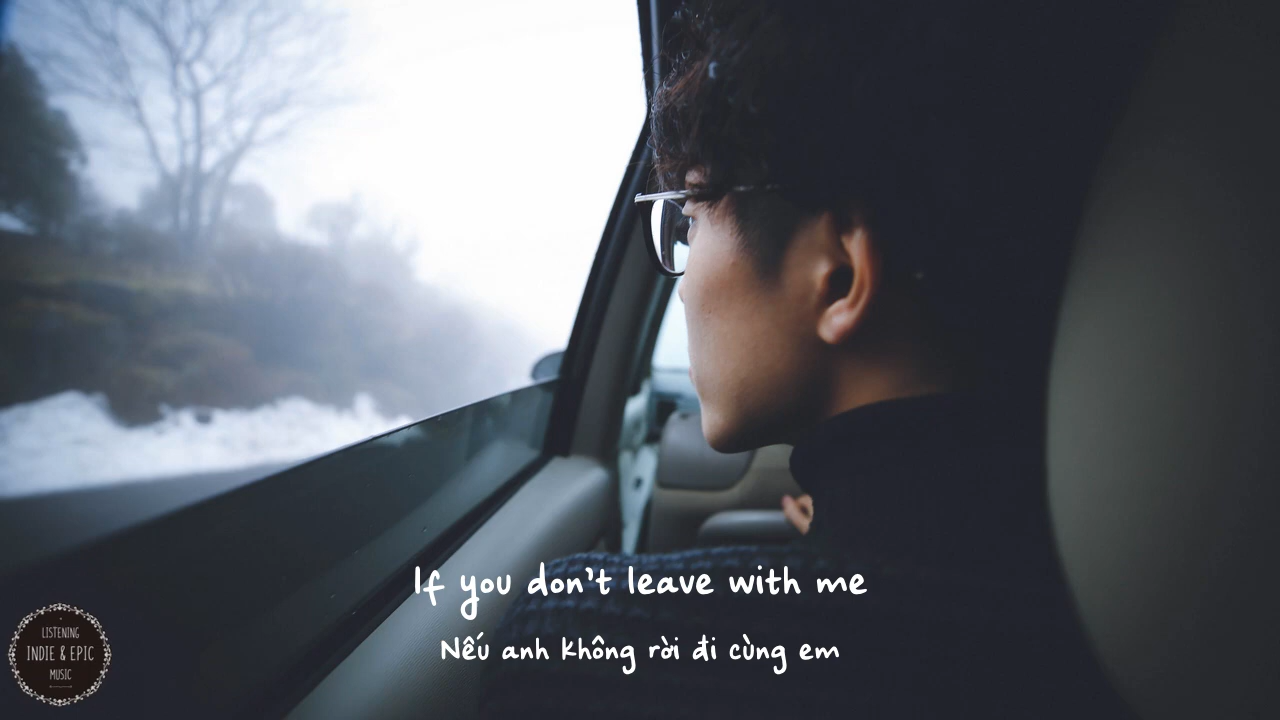 If you don't leave with me
Nếu anh không rời đi cùng em
LISTENING
INDIE & EPIC
MUSIC